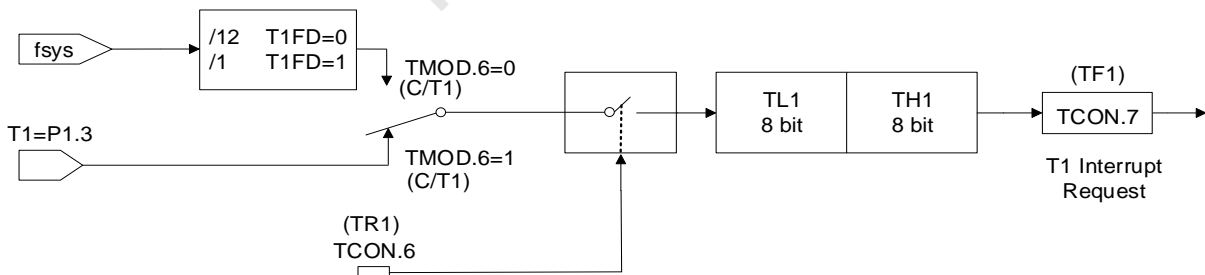 fsys
/12 T1FD=0
/1 T1FD=1
TMOD.6=0
(C/T1)
T1=P1.3
TMOD.6=1
(C/T1)
(TR1)
TCON.6
TL1
8 bit
TH1
8 bit
(TF1)
TCON.7
T1 Interrupt
Request